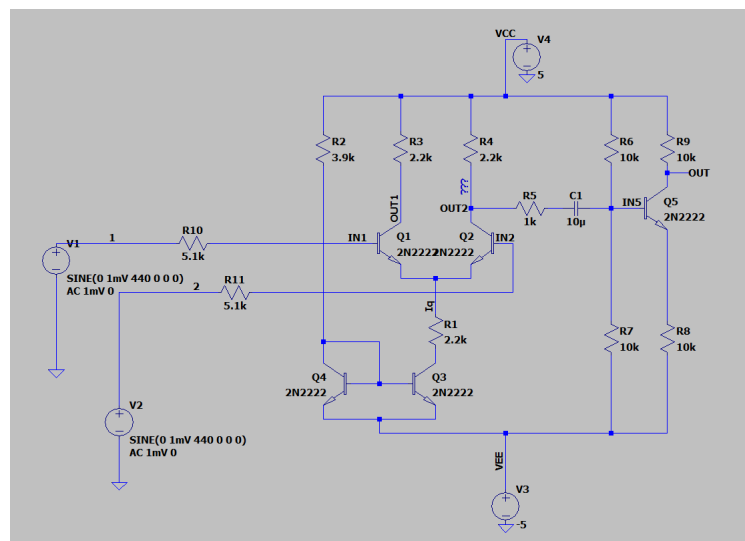 VCC
V4
5
R2
3.9k
R3
2.2k
R4
2.2k
R6
10k
R9
10k
OUT
???
OUT1
OUT2
R5
1k
C1
10µ
IN5
Q5
2N2222
V1
1
R10
5.1k
IN1
Q1
2N2222
Q2
2N2222
IN2
SINE(0 1mV 440 0 0 0)
AC 1mV 0
2
R11
5.1k
Iq
R1
2.2k
R7
10k
R8
10k
Q4
2N2222
Q3
2N2222
V2
SINE(0 1mV 440 0 0 0)
AC 1mV 0
VEE
V3
-5